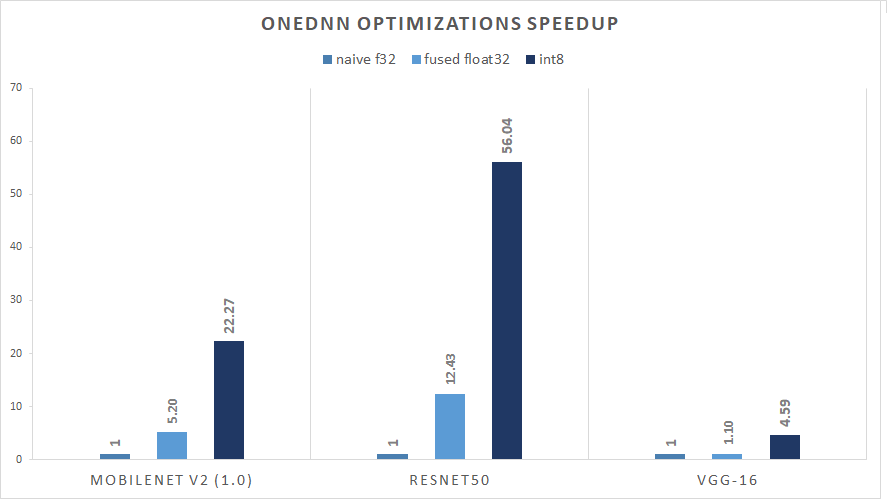 ONEDNN OPTIMIZATIONS SPEEDUP
naive f32 fused float32 int8
70
60
50
40
30
20
10
0
1 5.20 22.27
1 12.43 56.04
1 1.10 4.59
MOBILENET V2 (1.0) RESNET50 VGG-16